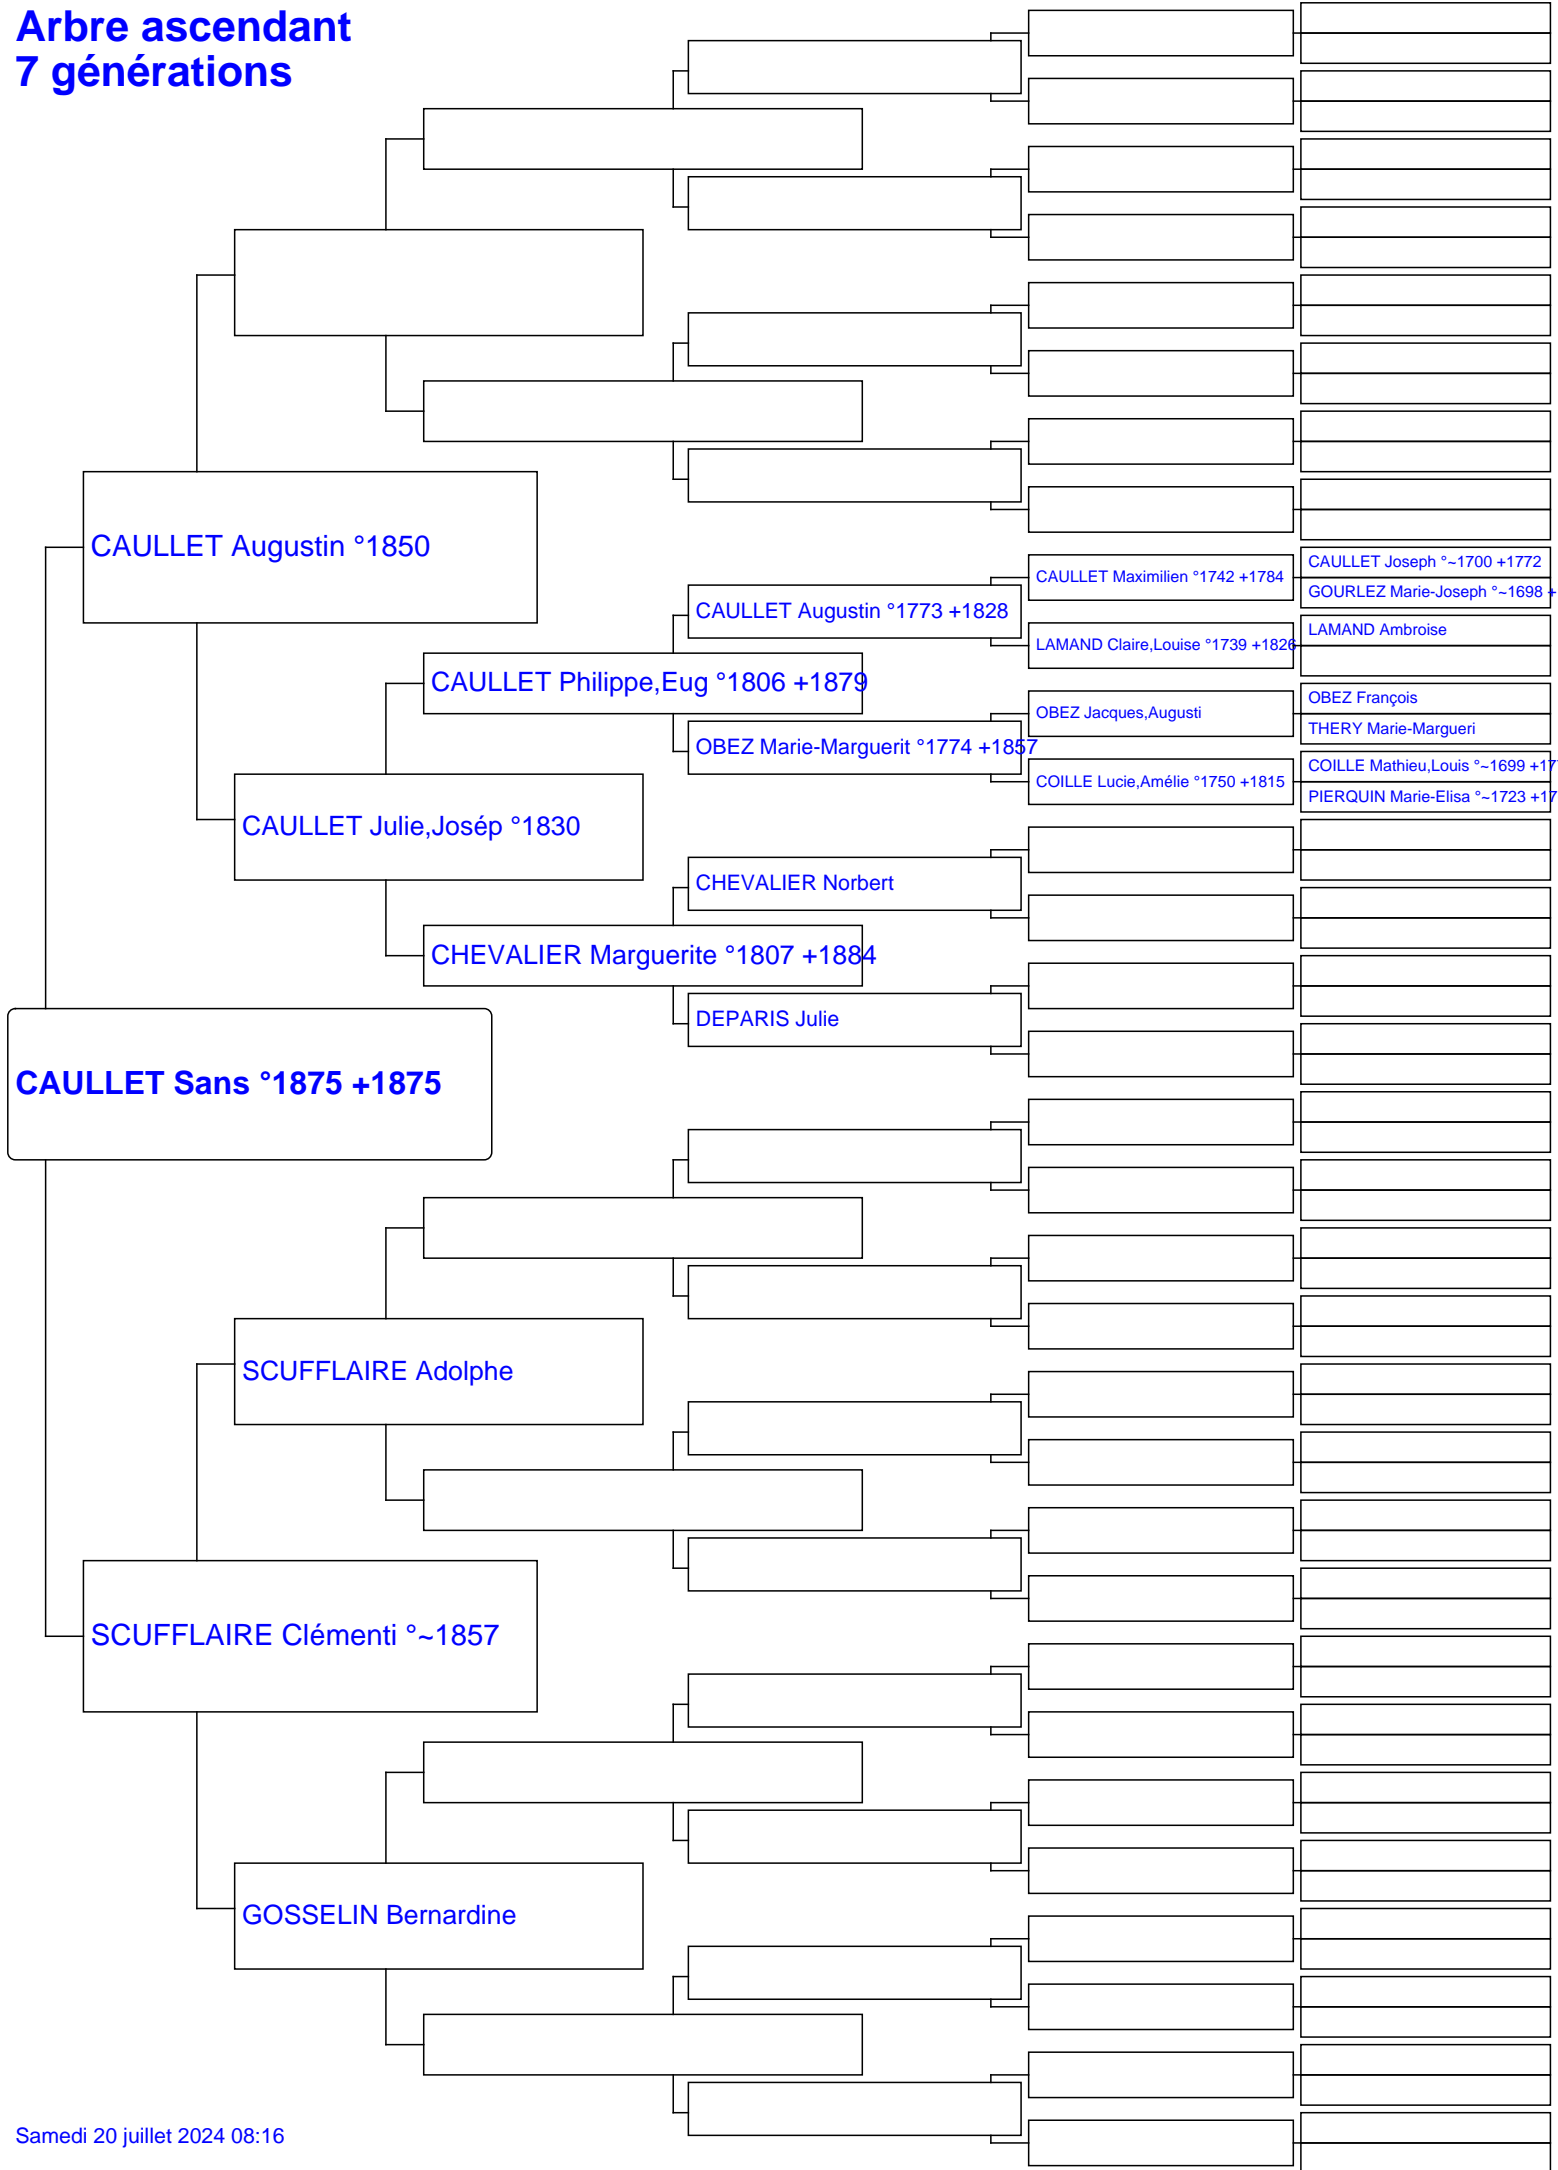 Arbre ascendant
7 générations
CAULLET Augustin °1850
CAULLET Joseph °~1700 +1772
CAULLET Maximilien °1742 +1784
GOURLEZ Marie-Joseph °~1698 +
CAULLET Augustin °1773 +1828
LAMAND Ambroise
LAMAND Claire,Louise °1739 +1826
CAULLET Philippe,Eug °1806 +1879
OBEZ François
OBEZ Jacques,Augusti
THERY Marie-Margueri
OBEZ Marie-Marguerit °1774 +1857
COILLE Mathieu,Louis °~1699 +17
COILLE Lucie,Amélie °1750 +1815
PIERQUIN Marie-Elisa °~1723 +17
CAULLET Julie,Josép °1830
CHEVALIER Norbert
CHEVALIER Marguerite °1807 +1884
DEPARIS Julie
CAULLET Sans °1875 +1875
SCUFFLAIRE Adolphe
SCUFFLAIRE Clémenti °~1857
GOSSELIN Bernardine
Samedi 20 juillet 2024 08:16